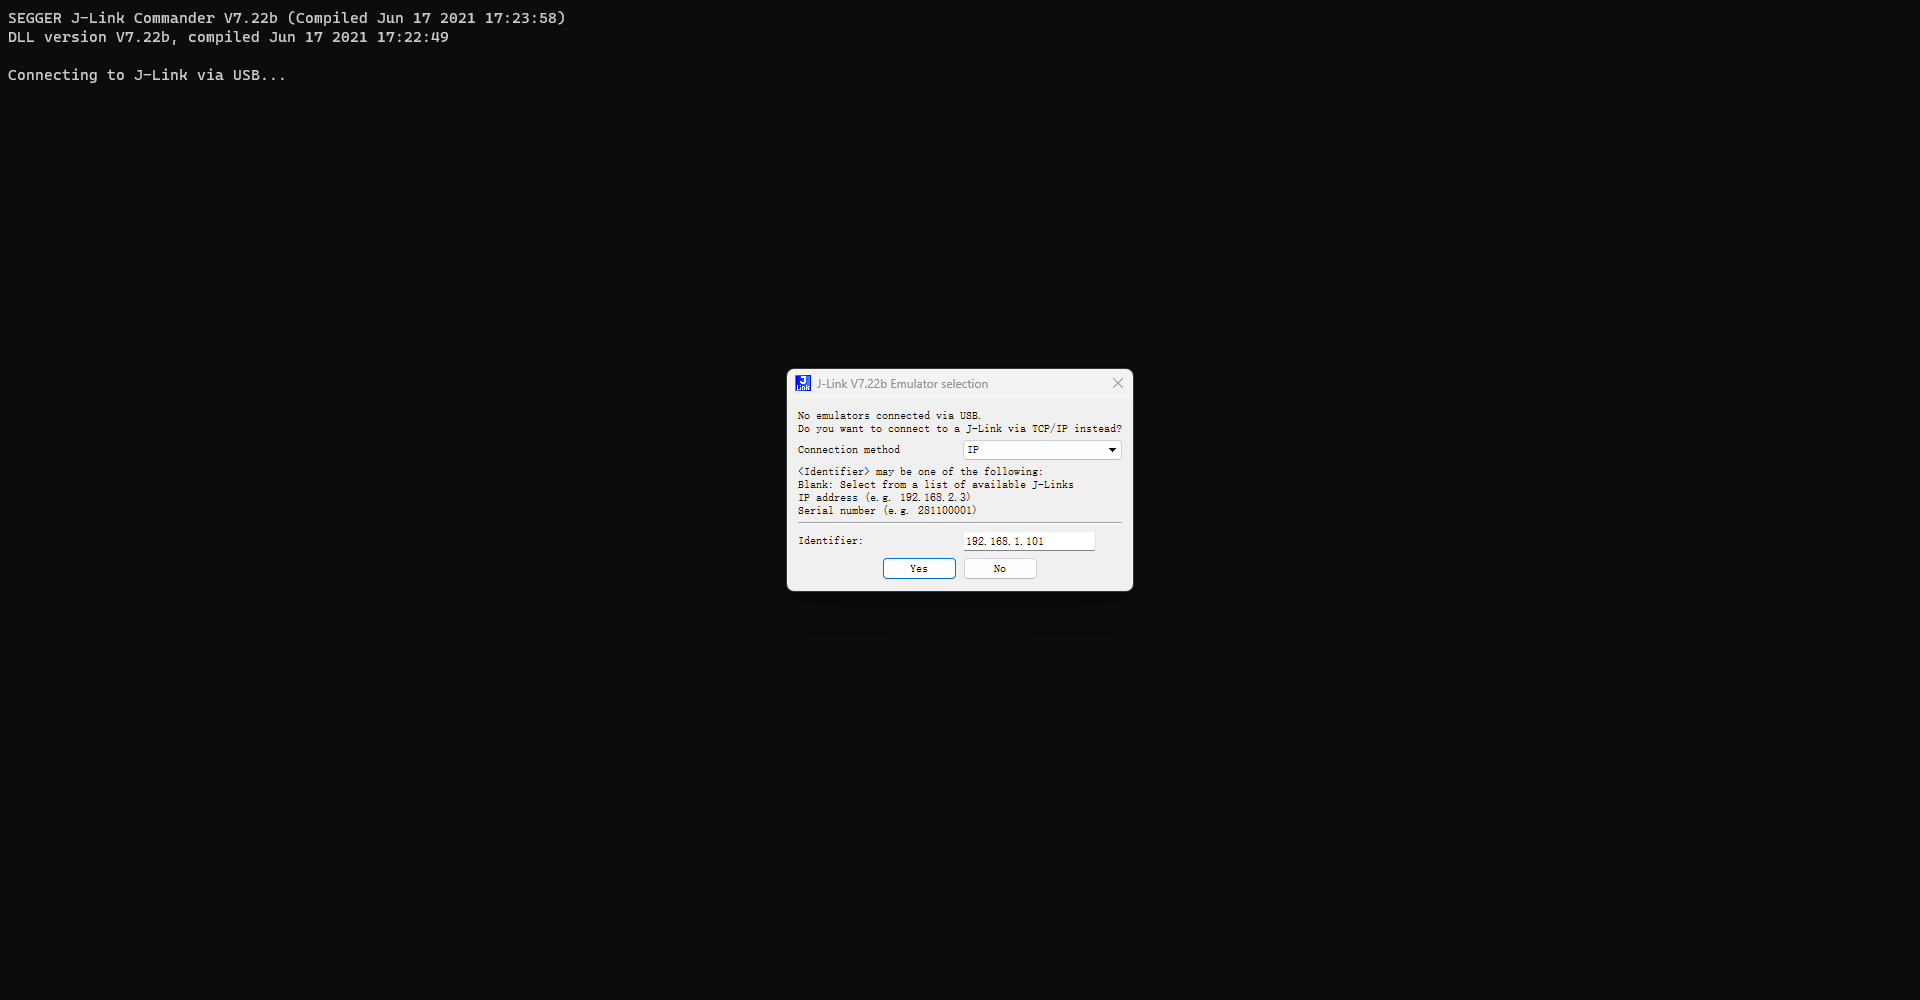 SEGGER J-Link Commander V7.22b (Compiled Jun 17 2021 17:23:58)
DLL version V7.22b, compiled Jun 17 2021 17:22:49
Connecting to J-Link via USB...
J-Link V7.22b Emulator selection
No emulators connected via USB.
Do you want to connect to a J-Link via TCP/IP instead?
Connection method IP
<Identifier> may be one of the following:
Blank: Select from a list of available J-Links
IP address (e.g. 192.168.2.3)
Serial number (e.g. 281100001)
Identifier: 192.168.1.101
Yes No